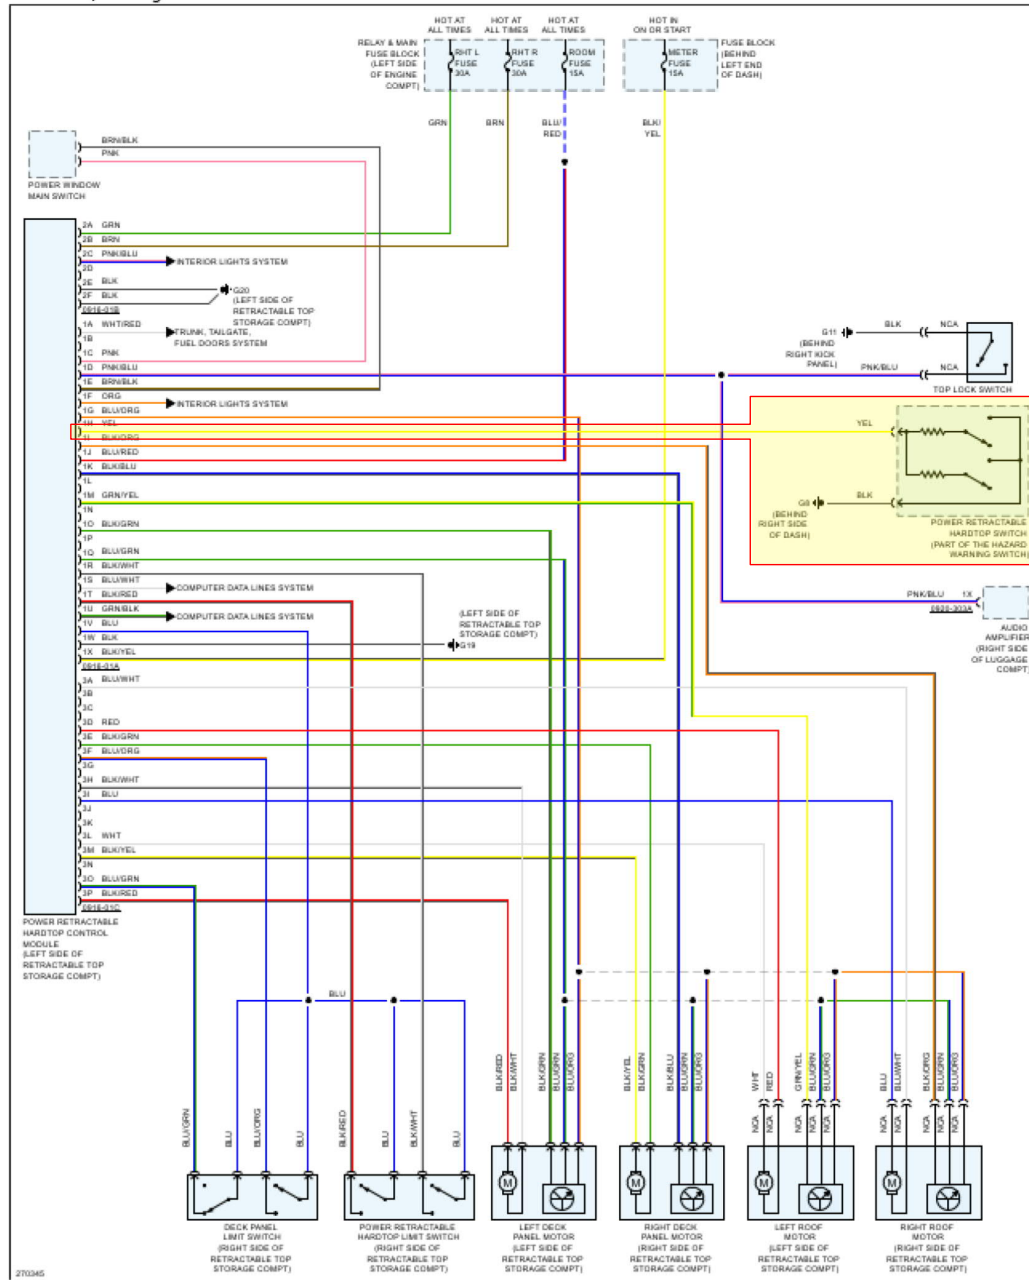 HOT AT
ALL TIMES
HOT AT
ALL TIMES
HOT AT
ALL TIMES
HOT IN
ON OR START
RELAY & MAIN
FUSE BLOCK
(LEFT SIDE
OF ENGINE
COMPT)
RHT L
FUSE
30A
RHT R
FUSE
30A
ROOM
FUSE
15A
METER
FUSE
15A
FUSE BLOCK
(BEHIND
LEFT END
OF DASH)
GRN
BRN
BLU/
RED
BLK/
YEL
BRN/BLK
PNK
POWER WINDOW
MAIN SWITCH
2A GRN
2B BRN
2C PNK/BLU
INTERIOR LIGHTS SYSTEM
2D
2E BLK
2F BLK
G20
(LEFT SIDE OF
RETRACTABLE TOP
STORAGE COMPT)
0916-01B
1A WHT/RED
TRUNK, TAILGATE,
FUEL DOORS SYSTEM
1B
1C PNK
1D PNK/BLU
1E BRN/BLK
1F ORG
INTERIOR LIGHTS SYSTEM
1G BLU/ORG
1H YEL
1I BLK/ORG
1J BLU/RED
1K BLK/BLU
1L
1M GRN/YEL
1N
1O BLK/GRN
1P
1Q BLU/GRN
1R BLK/WHT
1S BLU/WHT
COMPUTER DATA LINES SYSTEM
1T BLK/RED
1U GRN/BLK
COMPUTER DATA LINES SYSTEM
1V BLU
1W BLK
(LEFT SIDE OF
RETRACTABLE TOP
STORAGE COMPT)
G19
1X BLK/YEL
0916-01A
G11
(BEHIND
RIGHT KICK
PANEL)
BLK
NCA
PNK/BLU
NCA
TOP LOCK SWITCH
YEL
BLK
G8
(BEHIND
RIGHT SIDE
OF DASH)
POWER RETRACTABLE
HARDTOP SWITCH
(PART OF THE HAZARD
WARNING SWITCH)
PNK/BLU 1X
0920-303A
AUDIO
AMPLIFIER
(RIGHT SIDE
OF LUGGAGE
COMPT)
3A BLU/WHT
3B
3C
3D RED
3E BLK/GRN
3F BLU/ORG
3G
3H BLK/WHT
3I BLU
3J
3K
3L WHT
3M BLK/YEL
3N
3O BLU/GRN
3P BLK/RED
0916-01C
POWER RETRACTABLE
HARDTOP CONTROL
MODULE
(LEFT SIDE OF
RETRACTABLE TOP
STORAGE COMPT)
BLU
BLU/GRN
BLU
BLU/ORG
BLU
BLK/RED
BLU
BLK/WHT
BLU
BLK/RED
BLK/WHT
BLK/GRN
BLU/GRN
BLU/ORG
BLK/YEL
BLK/GRN
BLK/BLU
BLU/GRN
BLU/ORG
WHT
RED
GRN/YEL
BLU/GRN
BLU/ORG
BLU
BLU/WHT
BLK/ORG
BLU/GRN
BLU/ORG
NCA
NCA
NCA
NCA
NCA
NCA
NCA
NCA
NCA
NCA
M
M
M
M
DECK PANEL
LIMIT SWITCH
(RIGHT SIDE OF
RETRACTABLE TOP
STORAGE COMPT)
POWER RETRACTABLE
HARDTOP LIMIT SWITCH
(RIGHT SIDE OF
RETRACTABLE TOP
STORAGE COMPT)
LEFT DECK
PANEL MOTOR
(LEFT SIDE OF
RETRACTABLE TOP
STORAGE COMPT)
RIGHT DECK
PANEL MOTOR
(RIGHT SIDE OF
RETRACTABLE TOP
STORAGE COMPT)
LEFT ROOF
MOTOR
(LEFT SIDE OF
RETRACTABLE TOP
STORAGE COMPT)
RIGHT ROOF
MOTOR
(RIGHT SIDE OF
RETRACTABLE TOP
STORAGE COMPT)
270345